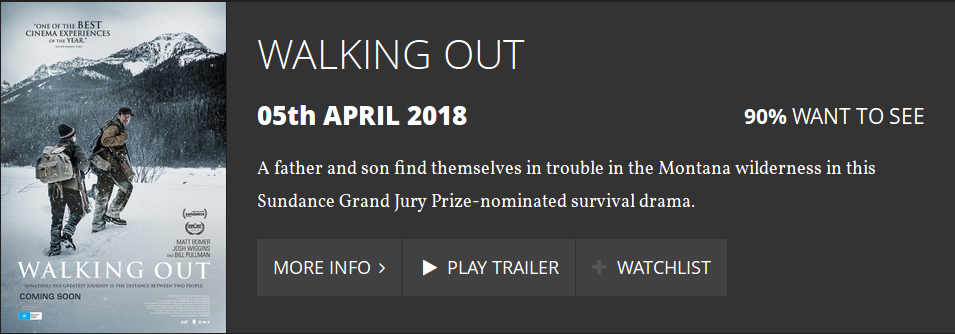 "ONE OF THE BEST
CINEMA EXPERIENCES
OF THE YEAR."
sundance
MATT BOMER
JOSH WIGGINS
AND BILL PULLMAN
WALKING OUT
SOMETIMES THE GREATEST JOURNEY IS THE DISTANCE BETWEEN TWO PEOPLE
COMING SOON
WALKING OUT
05th APRIL 2018
90% WANT TO SEE
A father and son find themselves in trouble in the Montana wilderness in this
Sundance Grand Jury Prize-nominated survival drama.
MORE INFO
PLAY TRAILER
WATCHLIST